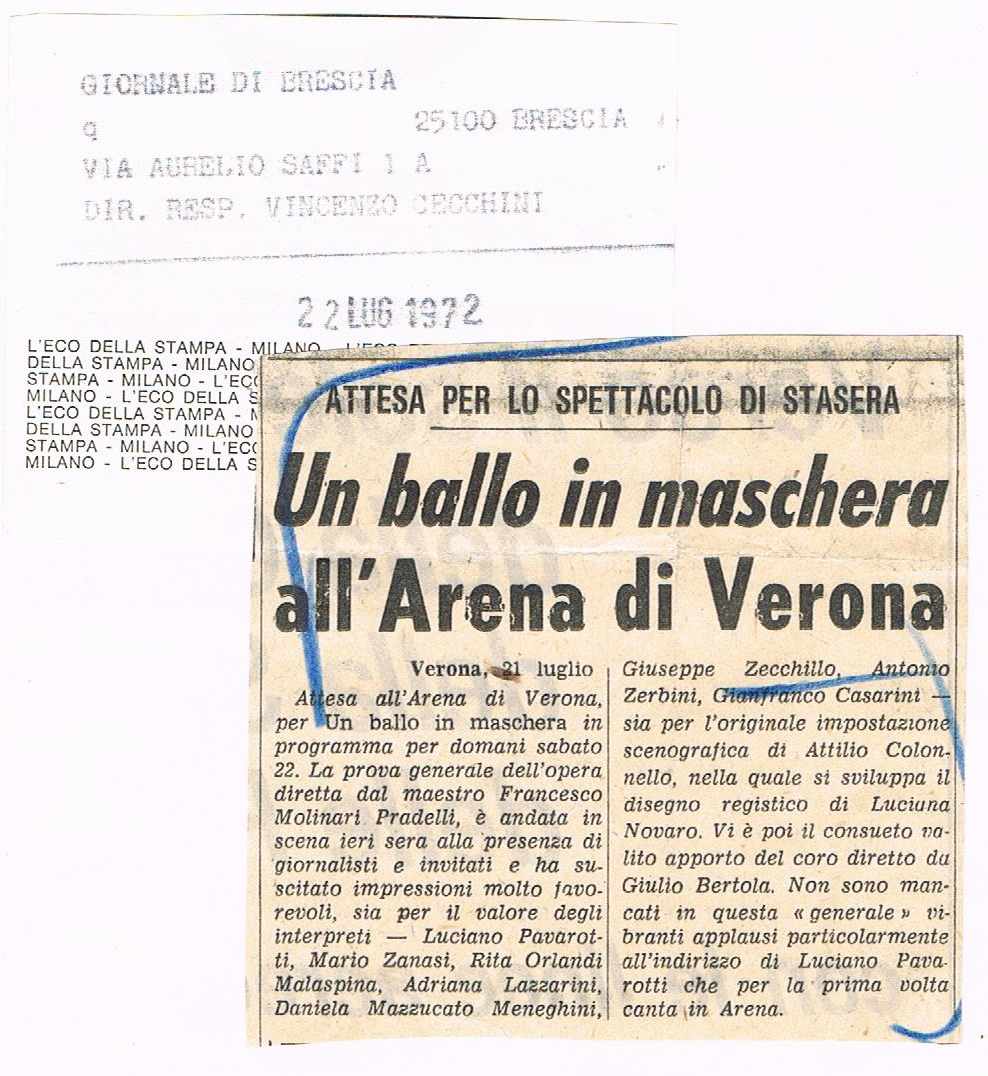 GIORNALE DI BRESCIA
q 25100 BRESCIA
VIA AURELIO SAFFI 1 A
DIR. RESP. VINCENZO CECCHINI
22 LUG 1972
L'ECO DELLA STAMPA - MILANO - L'ECO
DELLA STAMPA - MILANO
STAMPA - MILANO - L'ECO
MILANO - L'ECO DELLA S
L'ECO DELLA STAMPA - M
DELLA STAMPA - MILANO
STAMPA - MILANO - L'ECO
MILANO - L'ECO DELLA S
ATTESA PER LO SPETTACOLO DI STASERA
Un ballo in maschera
all'Arena di Verona
Verona, 21 luglio
Attesa all'Arena di Verona,
per Un ballo in maschera in
programma per domani sabato
22. La prova generale dell'opera
diretta dal maestro Francesco
Molinari Pradelli, è andata in
scena ieri sera alla presenza di
giornalisti e invitati e ha su-
scitato impressioni molto favo-
revoli, sia per il valore degli
interpreti — Luciano Pavarot-
ti, Mario Zanasi, Rita Orlandi
Malaspina, Adriana Lazzarini,
Daniela Mazzucato Meneghini,
Giuseppe Zecchillo, Antonio
Zerbini, Gianfranco Casarini —
sia per l'originale impostazione
scenografica di Attilio Colon-
nello, nella quale si sviluppa il
disegno registico di Luciana
Novaro. Vi è poi il consueto va-
lito apporto del coro diretto da
Giulio Bertola. Non sono man-
cati in questa «generale» vi-
branti applausi particolarmente
all'indirizzo di Luciano Pava-
rotti che per la prima volta
canta in Arena.